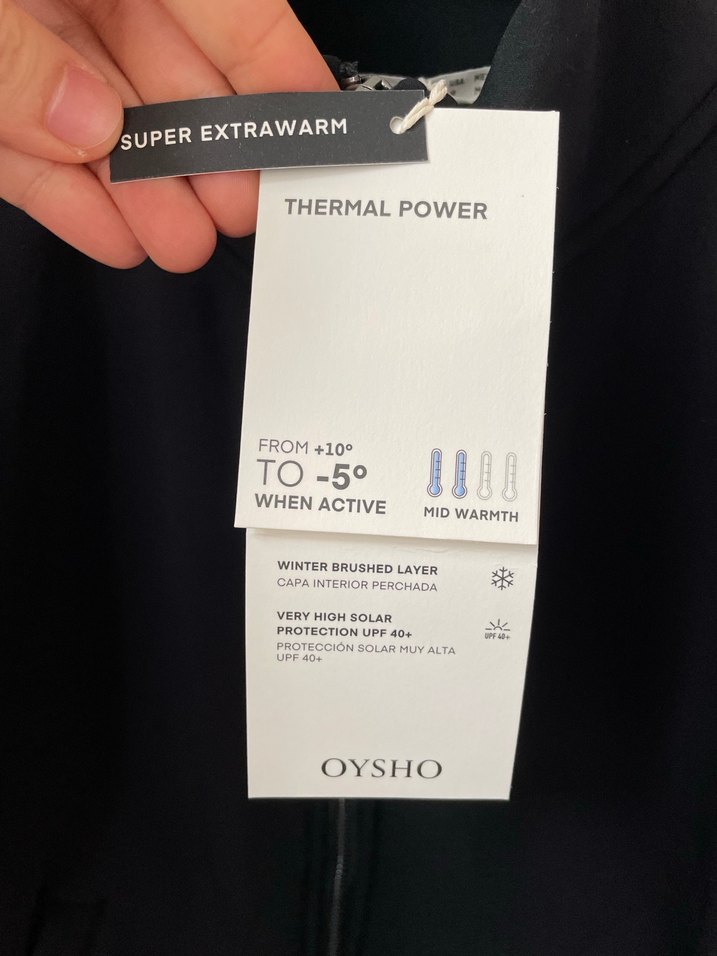 SUPER EXTRAWARM
THERMAL POWER
FROM +10°
TO -5°
WHEN ACTIVE
MID WARMTH
WINTER BRUSHED LAYER
CAPA INTERIOR PERCHADA
VERY HIGH SOLAR
PROTECTION UPF 40+
PROTECCIÓN SOLAR MUY ALTA
UPF 40+
UPF 40+
OYSHO